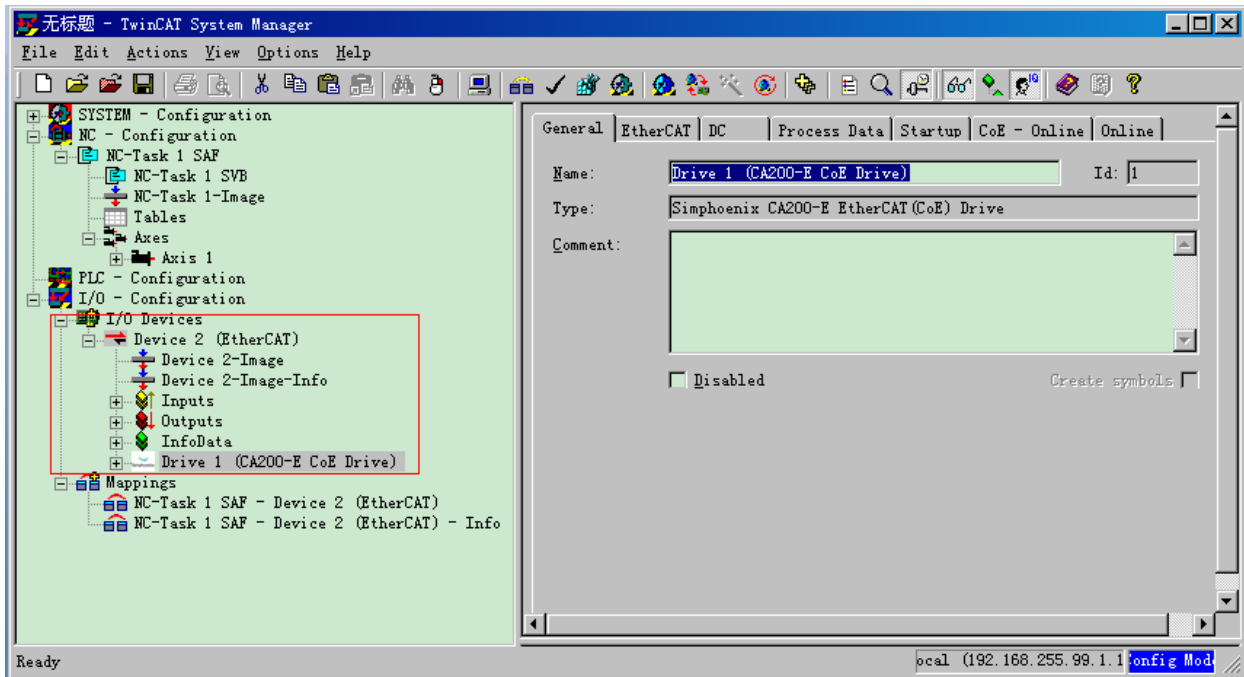 无标题 - TwinCAT System Manager
File Edit Actions View Options Help
SYSTEM - Configuration
NC - Configuration
NC-Task 1 SAF
NC-Task 1 SVB
NC-Task 1-Image
Tables
Axes
Axis 1
PLC - Configuration
I/O - Configuration
I/O Devices
Device 2 (EtherCAT)
Device 2-Image
Device 2-Image-Info
Inputs
Outputs
InfoData
Drive 1 (CA200-E CoE Drive)
Mappings
NC-Task 1 SAF - Device 2 (EtherCAT)
NC-Task 1 SAF - Device 2 (EtherCAT) - Info
General EtherCAT DC Process Data Startup CoE - Online Online
Name: Drive 1 (CA200-E CoE Drive) Id: 1
Type: Simphoenix CA200-E EtherCAT(CoE) Drive
Comment:
Disabled Create symbols
Ready ocal (192.168.255.99.1.1 onfig Mod